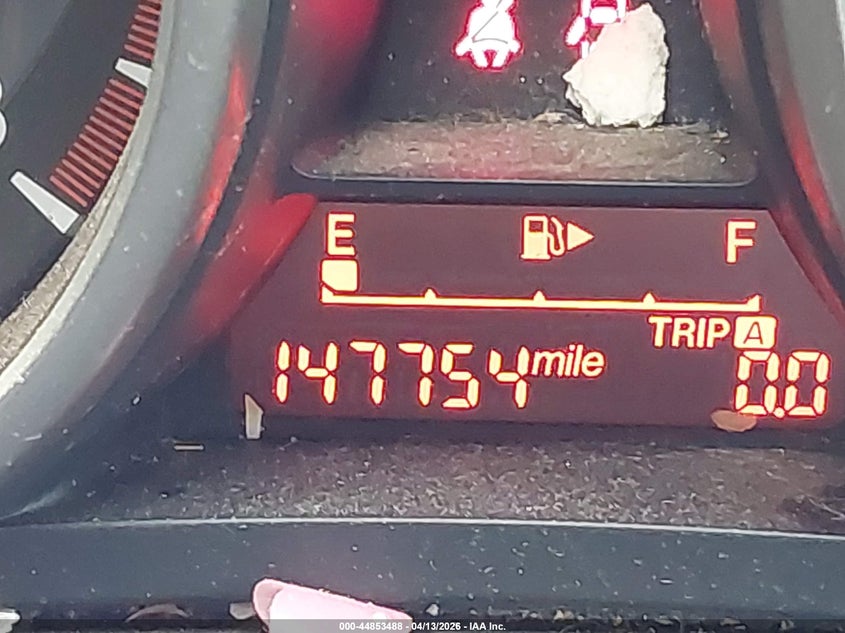 E F
TRIP A
147754 mile 0.0
000-44853488 - 04/13/2026 - IAA Inc.